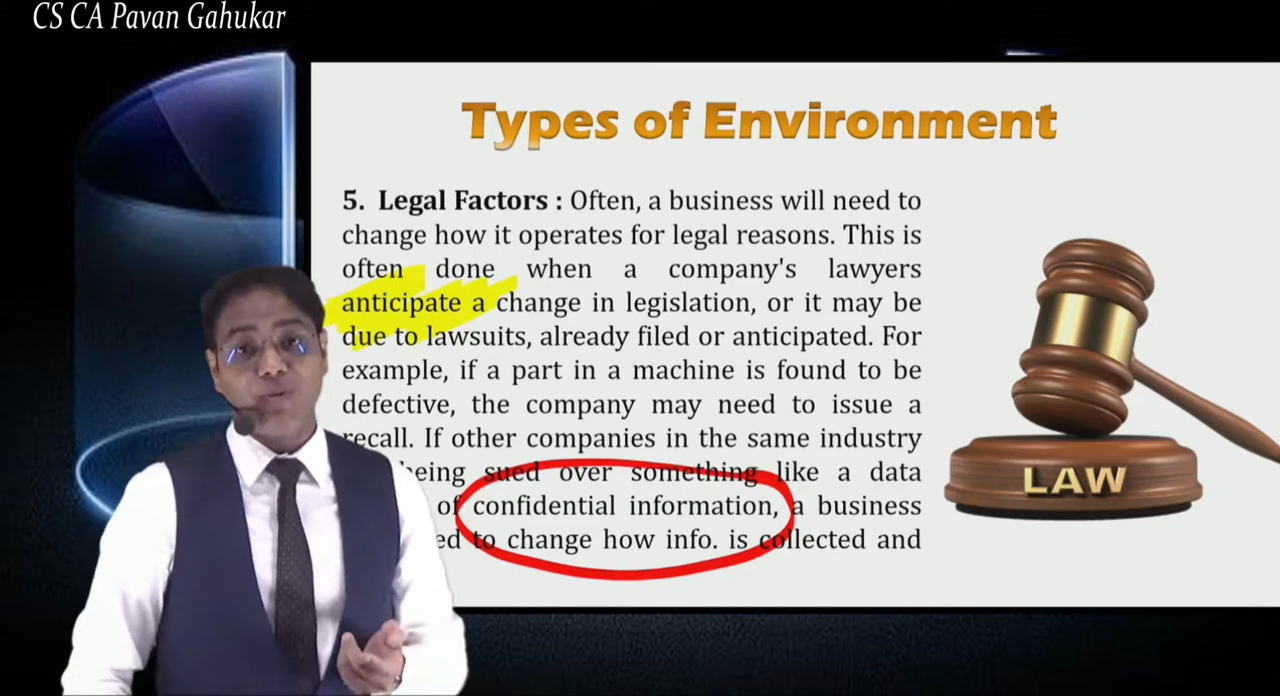 CS CA Pavan Gahukar
Types of Environment
5. Legal Factors : Often, a business will need to
change how it operates for legal reasons. This is
often done when a company's lawyers
anticipate a change in legislation, or it may be
due to lawsuits, already filed or anticipated. For
example, if a part in a machine is found to be
defective, the company may need to issue a
recall. If other companies in the same industry
being sued over something like a data
of confidential information, a business
to change how info. is collected and
LAW